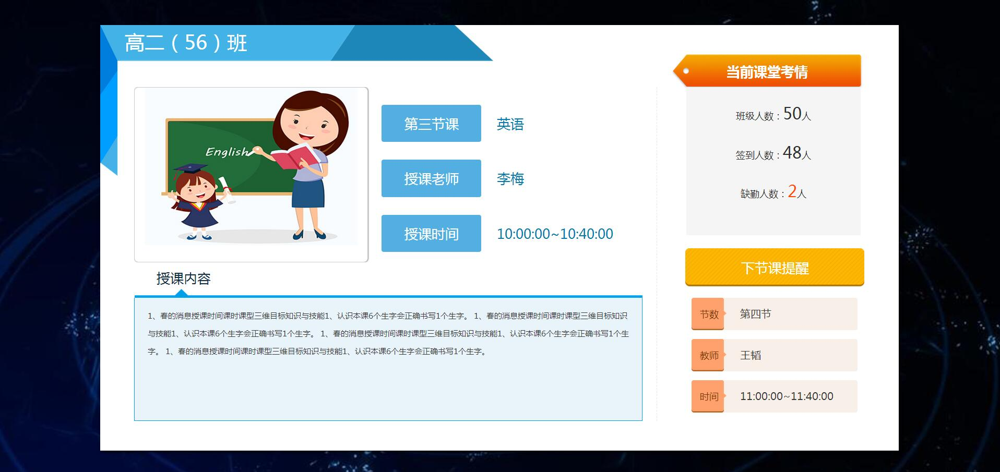 高二（56）班
English
第三节课 英语
授课老师 李梅
授课时间 10:00:00~10:40:00
授课内容
1、春的消息授课时间课时课型三维目标知识与技能1、认识本课6个生字会正确书写1个生字。 1、春的消息授课时间课时课型三维目标知识
与技能1、认识本课6个生字会正确书写1个生字。 1、春的消息授课时间课时课型三维目标知识与技能1、认识本课6个生字会正确书写1个生
字。 1、春的消息授课时间课时课型三维目标知识与技能1、认识本课6个生字会正确书写1个生字。
当前课堂考情
班级人数：50人
签到人数：48人
缺勤人数：2人
下节课提醒
节数 第四节
教师 王韬
时间 11:00:00~11:40:00